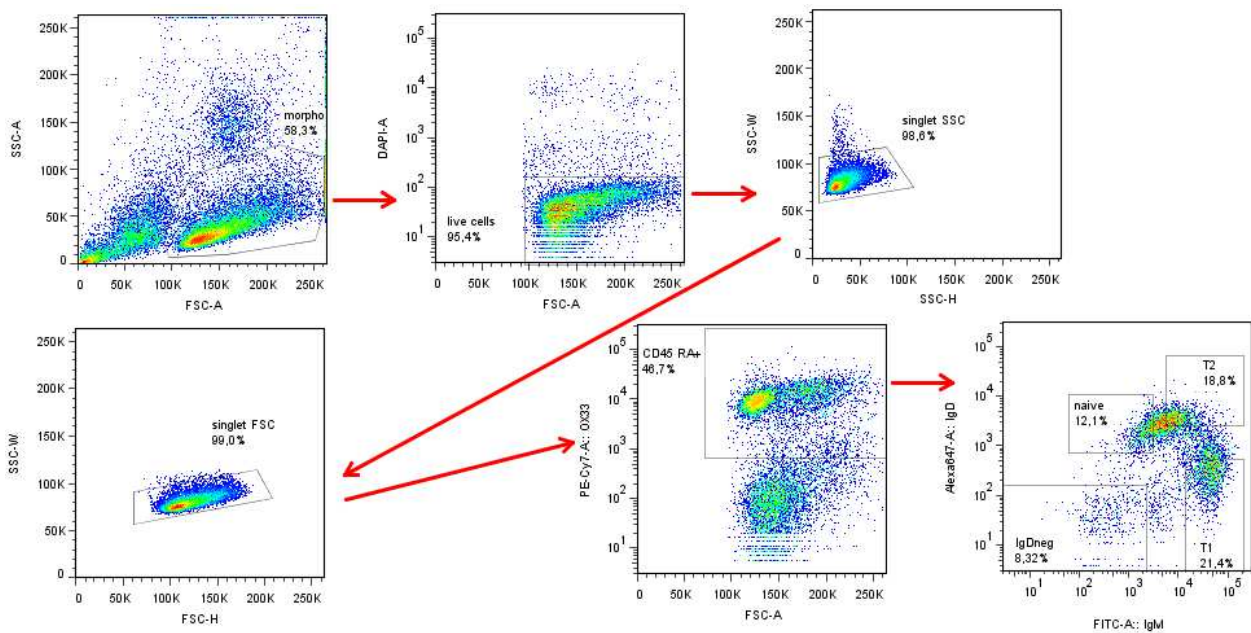 250K
200K
150K
100K
50K
0
SSC-A
morpho
58,3%
0 50K 100K 150K 200K 250K
FSC-A
10^5
10^4
10^3
10^2
10^1
DAPI-A
live cells
95,4%
0 50K 100K 150K 200K 250K
FSC-A
250K
200K
150K
100K
50K
0
SSC-W
singlet SSC
98,6%
0 50K 100K 150K 200K 250K
SSC-H
250K
200K
150K
100K
50K
0
SSC-W
singlet FSC
99,0%
0 50K 100K 150K 200K 250K
FSC-H
10^5
10^4
10^3
10^2
10^1
PE-Cy7-A:: OX33
CD45 RA+
46,7%
0 50K 100K 150K 200K 250K
FSC-A
10^5
10^4
10^3
10^2
10^1
Alexa647-A:: IgD
T2
18,8%
naive
12,1%
IgDneg
8,32%
T1
21,4%
10^1 10^2 10^3 10^4 10^5
FITC-A:: IgM